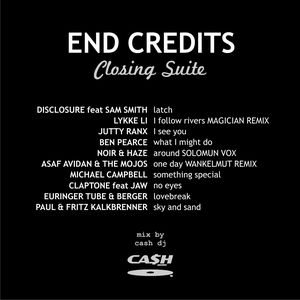 END CREDITS
Closing Suite
DISCLOSURE feat SAM SMITH latch
LYKKE LI I follow rivers MAGICIAN REMIX
JUTTY RANX I see you
BEN PEARCE what I might do
NOIR & HAZE around SOLOMUN VOX
ASAF AVIDAN & THE MOJOS one day WANKELMUT REMIX
MICHAEL CAMPBELL something special
CLAPTONE feat JAW no eyes
EURINGER TUBE & BERGER lovebreak
PAUL & FRITZ KALKBRENNER sky and sand
mix by
cash dj
CA$H